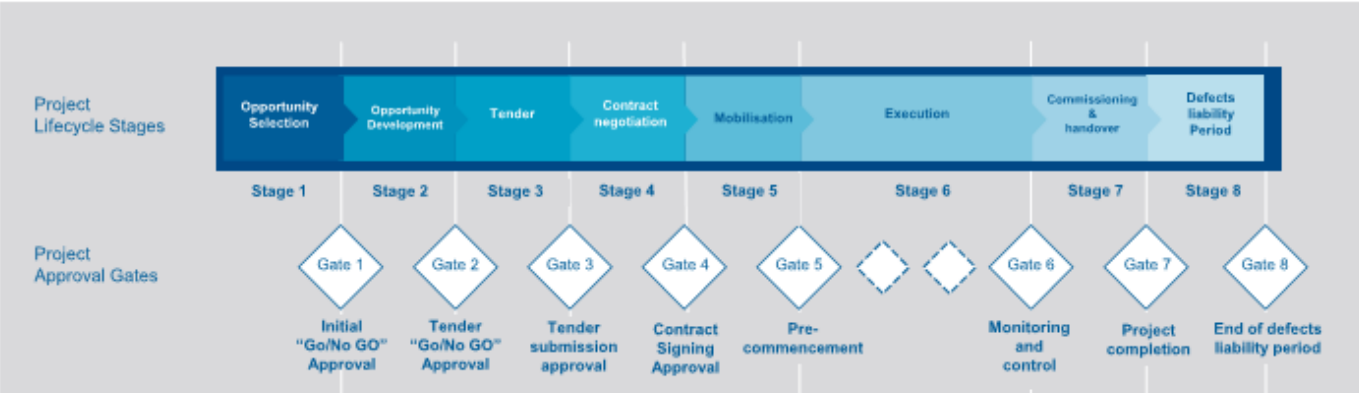 Project
Lifecycle Stages
Opportunity
Selection
Opportunity
Development
Tender
Contract
negotiation
Mobilisation
Execution
Commissioning
&
handover
Defects
liability
Period
Stage 1
Stage 2
Stage 3
Stage 4
Stage 5
Stage 6
Stage 7
Stage 8
Project
Approval Gates
Gate 1
Gate 2
Gate 3
Gate 4
Gate 5
Gate 6
Gate 7
Gate 8
Initial
“Go/No GO”
Approval
Tender
“Go/No GO”
Approval
Tender
submission
approval
Contract
Signing
Approval
Pre-
commencement
Monitoring
and
control
Project
completion
End of defects
liability period